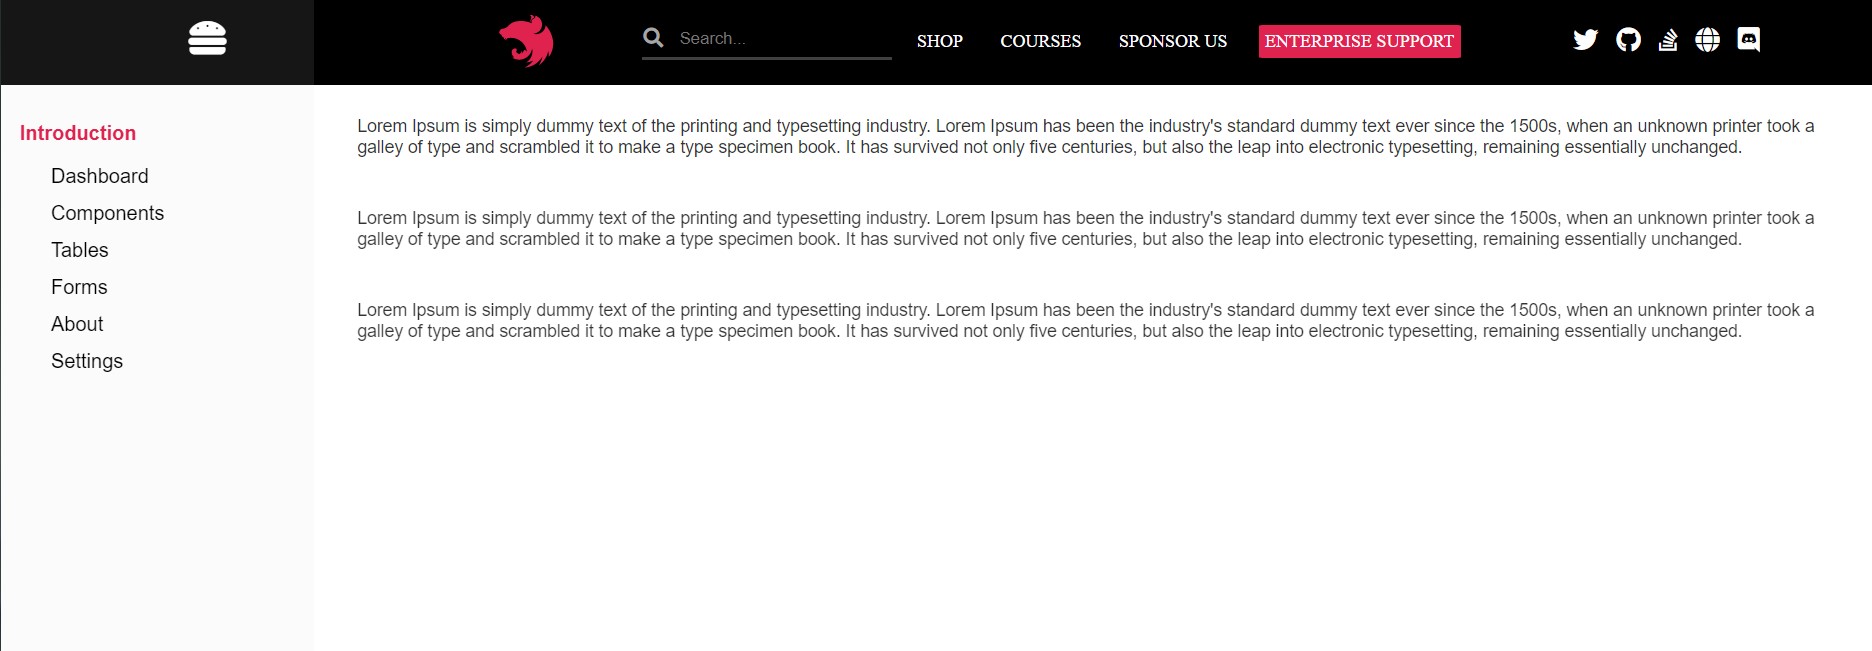 Search...
SHOP
COURSES
SPONSOR US
ENTERPRISE SUPPORT
Introduction
Dashboard
Components
Tables
Forms
About
Settings
Lorem Ipsum is simply dummy text of the printing and typesetting industry. Lorem Ipsum has been the industry's standard dummy text ever since the 1500s, when an unknown printer took a
galley of type and scrambled it to make a type specimen book. It has survived not only five centuries, but also the leap into electronic typesetting, remaining essentially unchanged.
Lorem Ipsum is simply dummy text of the printing and typesetting industry. Lorem Ipsum has been the industry's standard dummy text ever since the 1500s, when an unknown printer took a
galley of type and scrambled it to make a type specimen book. It has survived not only five centuries, but also the leap into electronic typesetting, remaining essentially unchanged.
Lorem Ipsum is simply dummy text of the printing and typesetting industry. Lorem Ipsum has been the industry's standard dummy text ever since the 1500s, when an unknown printer took a
galley of type and scrambled it to make a type specimen book. It has survived not only five centuries, but also the leap into electronic typesetting, remaining essentially unchanged.